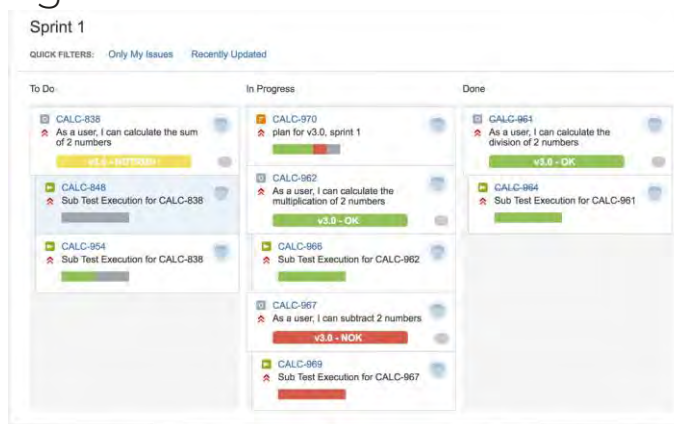 Sprint 1
QUICK FILTERS: Only My Issues Recently Updated
To Do
CALC-838
As a user, I can calculate the sum
of 2 numbers
v3.0 - NOTRUN
CALC-848
Sub Test Execution for CALC-838
CALC-954
Sub Test Execution for CALC-838
In Progress
CALC-970
plan for v3.0, sprint 1
CALC-962
As a user, I can calculate the
multiplication of 2 numbers
v3.0 - OK
CALC-966
Sub Test Execution for CALC-962
CALC-967
As a user, I can subtract 2 numbers
v3.0 - NOK
CALC-969
Sub Test Execution for CALC-967
Done
CALC-961
As a user, I can calculate the
division of 2 numbers
v3.0 - OK
CALC-964
Sub Test Execution for CALC-961